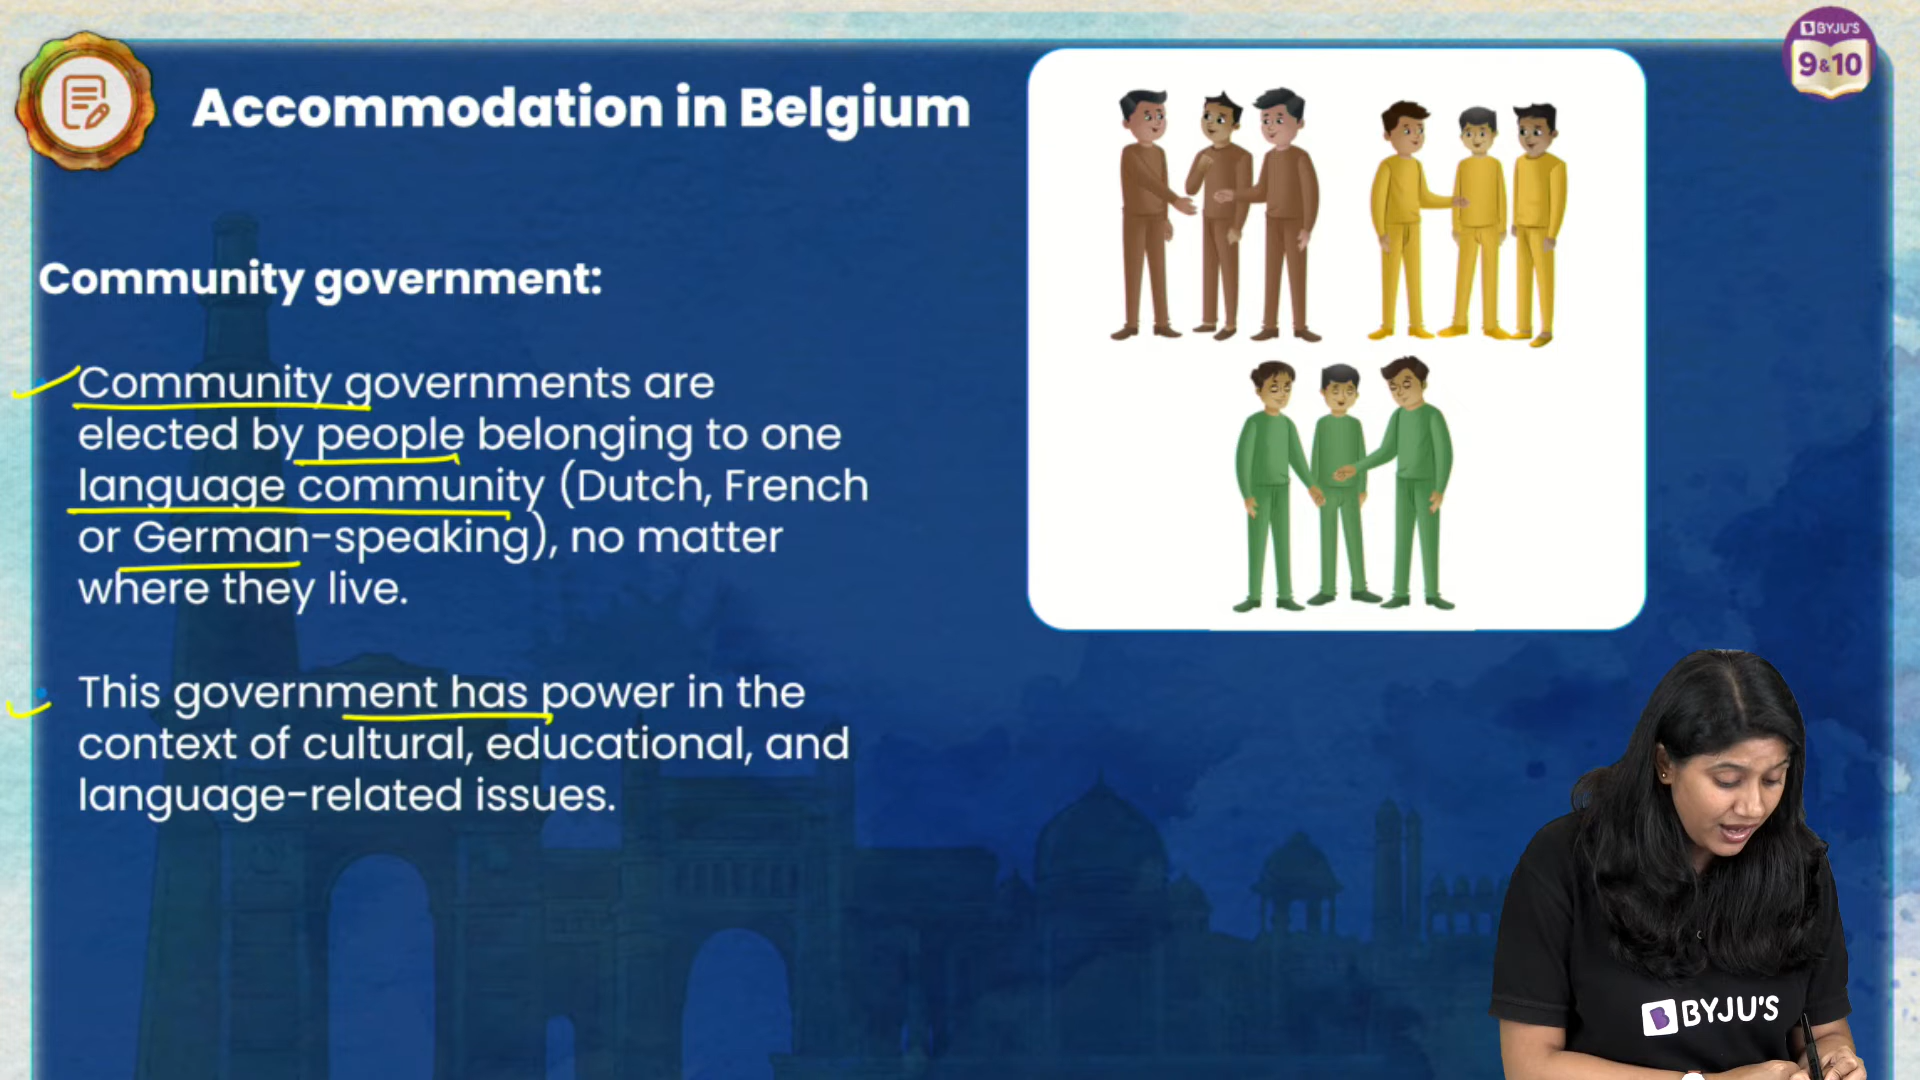 BYJU'S
9&10
Accommodation in Belgium
Community government:
Community governments are
elected by people belonging to one
language community (Dutch, French
or German-speaking), no matter
where they live.
This government has power in the
context of cultural, educational, and
language-related issues.
BYJU'S